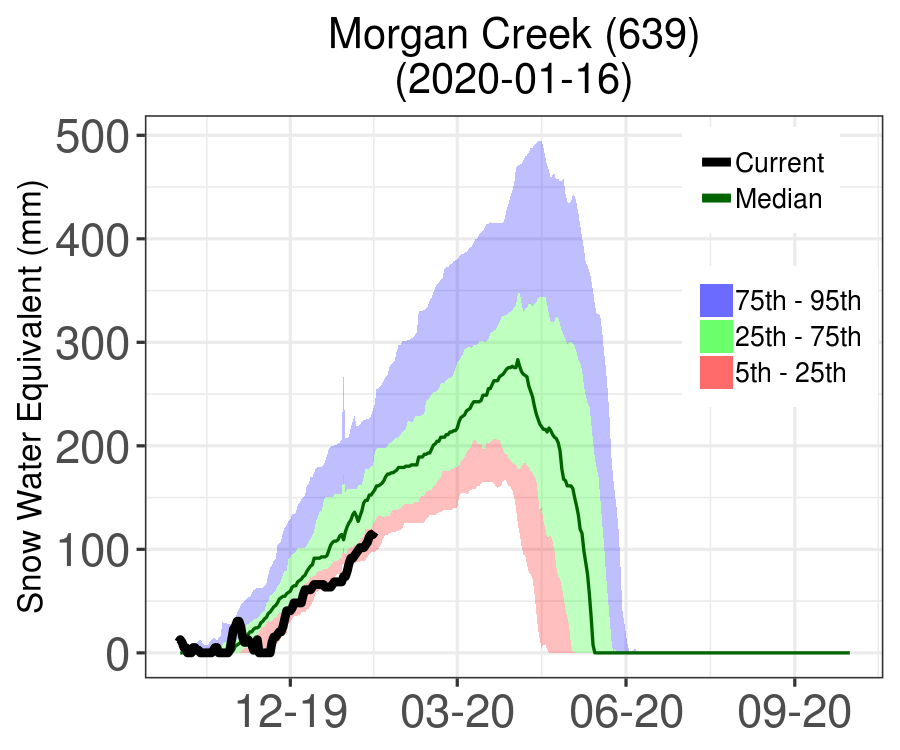 Morgan Creek (639)
(2020-01-16)
Snow Water Equivalent (mm)
500
400
300
200
100
0
12-19
03-20
06-20
09-20
Current
Median
75th - 95th
25th - 75th
5th - 25th